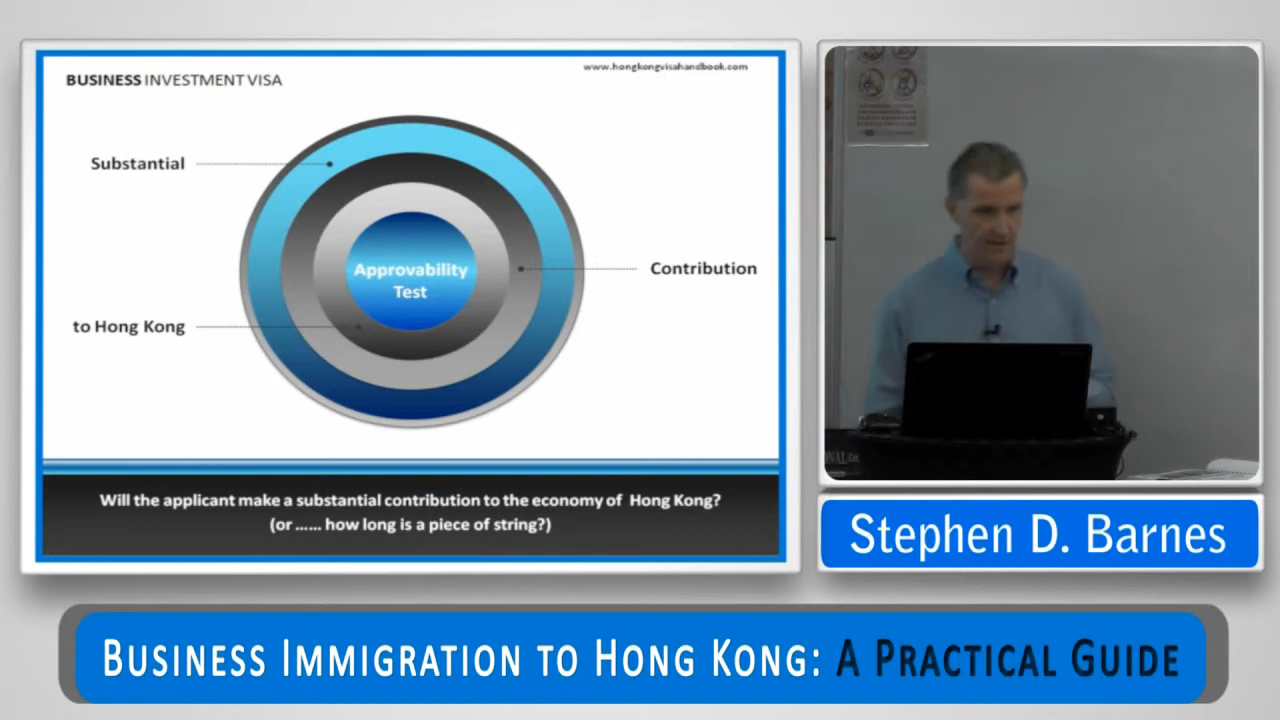 BUSINESS INVESTMENT VISA
www.hongkongvisahandbook.com
Substantial
Approvability
Test
Contribution
to Hong Kong
Will the applicant make a substantial contribution to the economy of Hong Kong?
(or ...... how long is a piece of string?)
Stephen D. Barnes
BUSINESS IMMIGRATION TO HONG KONG: A PRACTICAL GUIDE